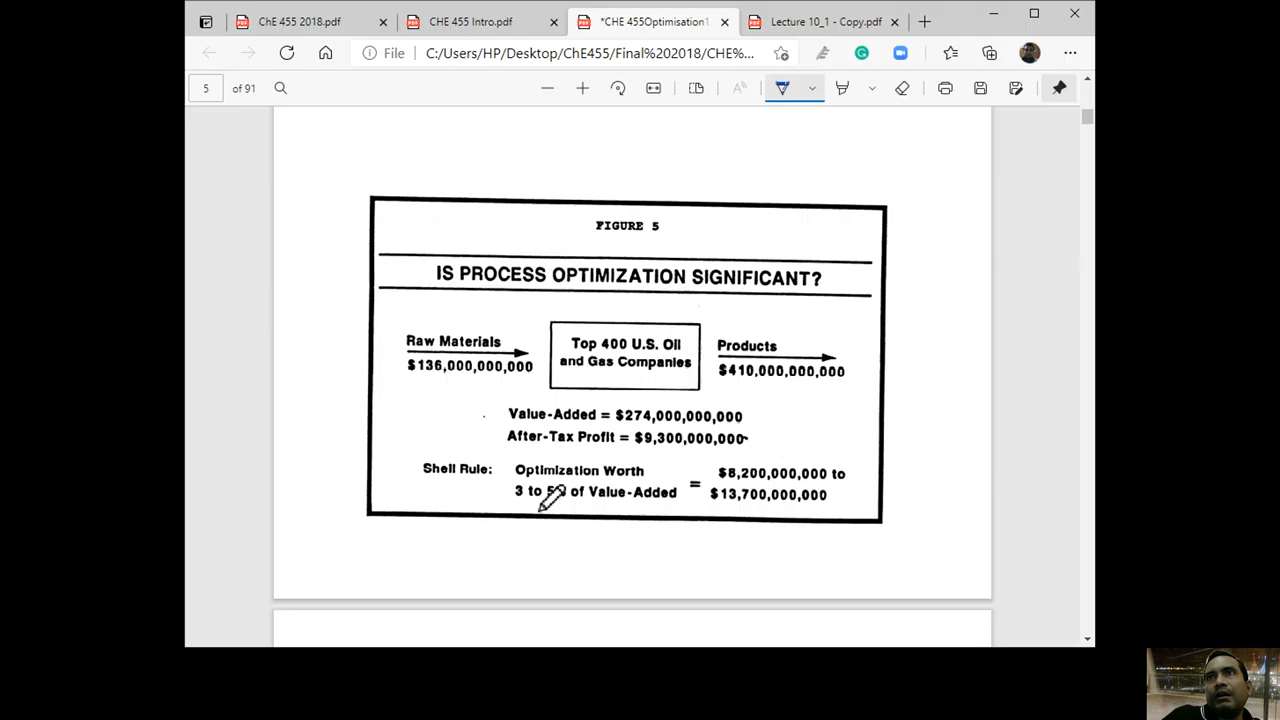 ChE 455 2018.pdf
CHE 455 Intro.pdf
*CHE 455Optimisation1.
Lecture 10_1 - Copy.pdf
File
C:/Users/HP/Desktop/ChE455/Final%202018/CHE%...
5 of 91
FIGURE 5
IS PROCESS OPTIMIZATION SIGNIFICANT?
Raw Materials
$136,000,000,000
Top 400 U.S. Oil
and Gas Companies
Products
$410,000,000,000
Value-Added = $274,000,000,000
After-Tax Profit = $9,300,000,000
Shell Rule: Optimization Worth
3 to of Value-Added
= $8,200,000,000 to
$13,700,000,000